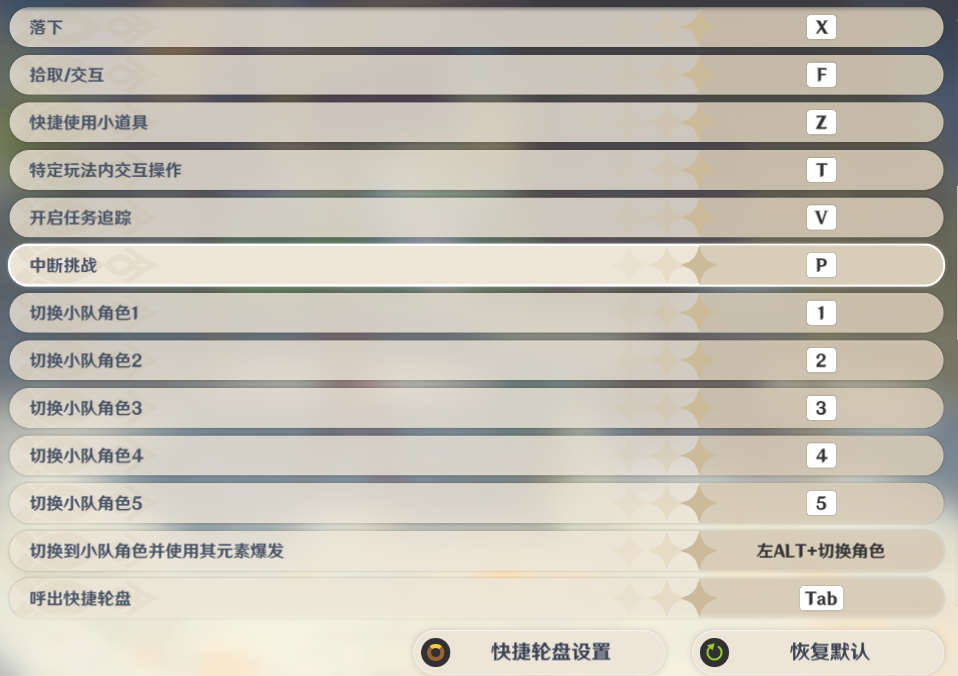 落下 X
拾取/交互 F
快捷使用小道具 Z
特定玩法内交互操作 T
开启任务追踪 V
中断挑战 P
切换小队角色1 1
切换小队角色2 2
切换小队角色3 3
切换小队角色4 4
切换小队角色5 5
切换到小队角色并使用其元素爆发 左ALT+切换角色
呼出快捷轮盘 Tab
快捷轮盘设置 恢复默认